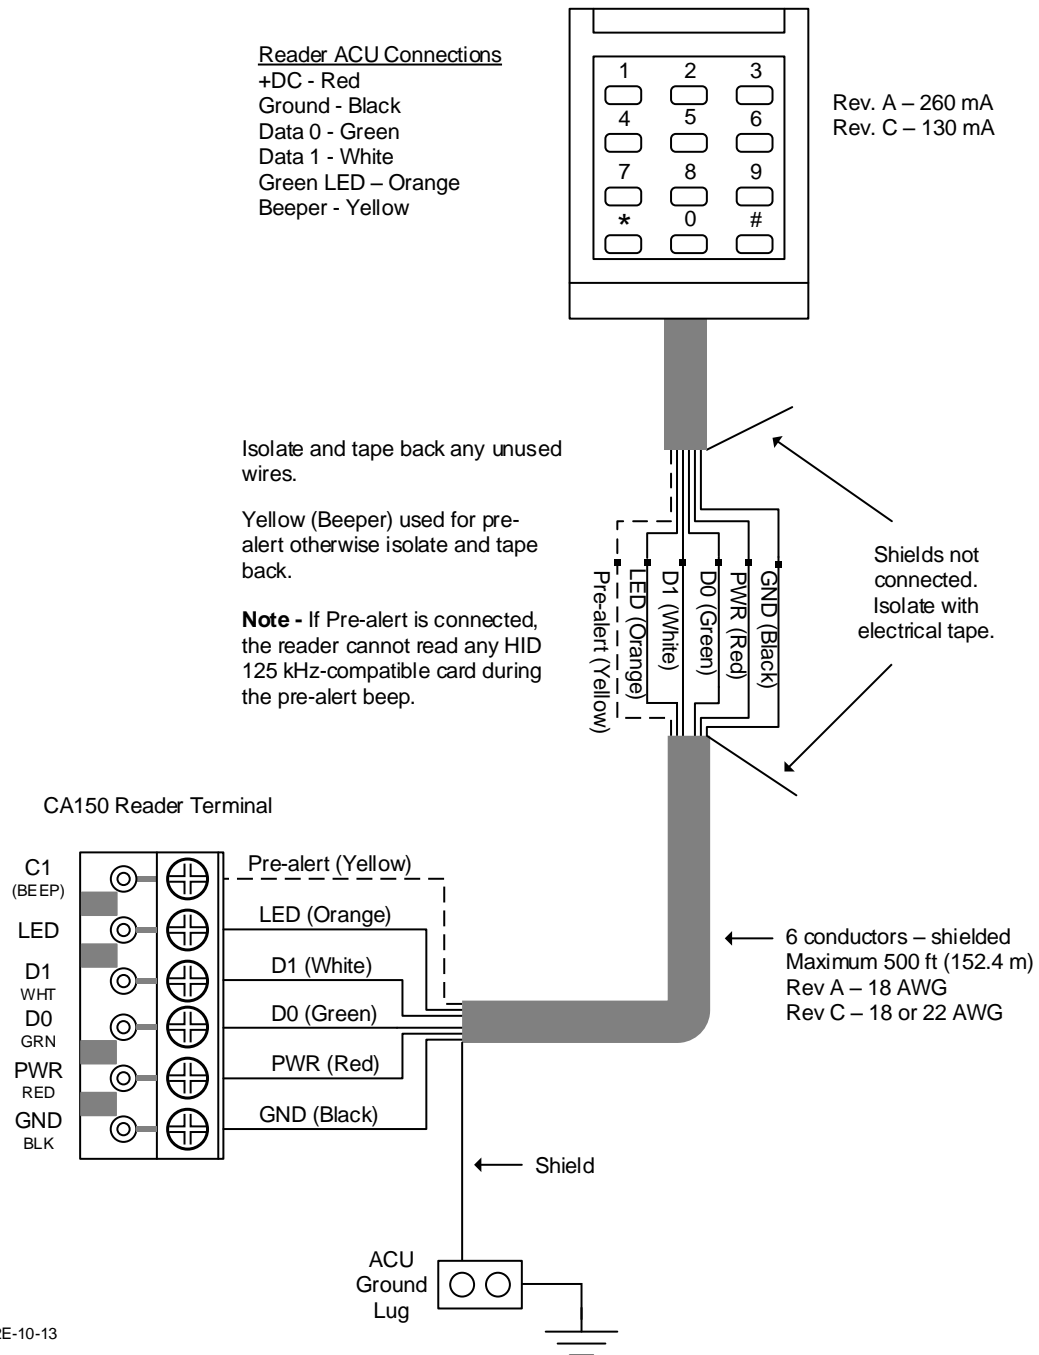 Reader ACU Connections
+DC - Red
Ground - Black
Data 0 - Green
Data 1 - White
Green LED – Orange
Beeper - Yellow
1 2 3
4 5 6
7 8 9
* 0 #
Rev. A – 260 mA
Rev. C – 130 mA
Isolate and tape back any unused
wires.
Yellow (Beeper) used for pre-
alert otherwise isolate and tape
back.
Note - If Pre-alert is connected,
the reader cannot read any HID
125 kHz-compatible card during
the pre-alert beep.
Pre-alert (Yellow)
LED (Orange)
D1 (White)
D0 (Green)
PWR (Red)
GND (Black)
Shields not
connected.
Isolate with
electrical tape.
CA150 Reader Terminal
C1
(BEEP)
LED
D1
WHT
D0
GRN
PWR
RED
GND
BLK
Pre-alert (Yellow)
LED (Orange)
D1 (White)
D0 (Green)
PWR (Red)
GND (Black)
6 conductors – shielded
Maximum 500 ft (152.4 m)
Rev A – 18 AWG
Rev C – 18 or 22 AWG
Shield
ACU
Ground
Lug
E-10-13